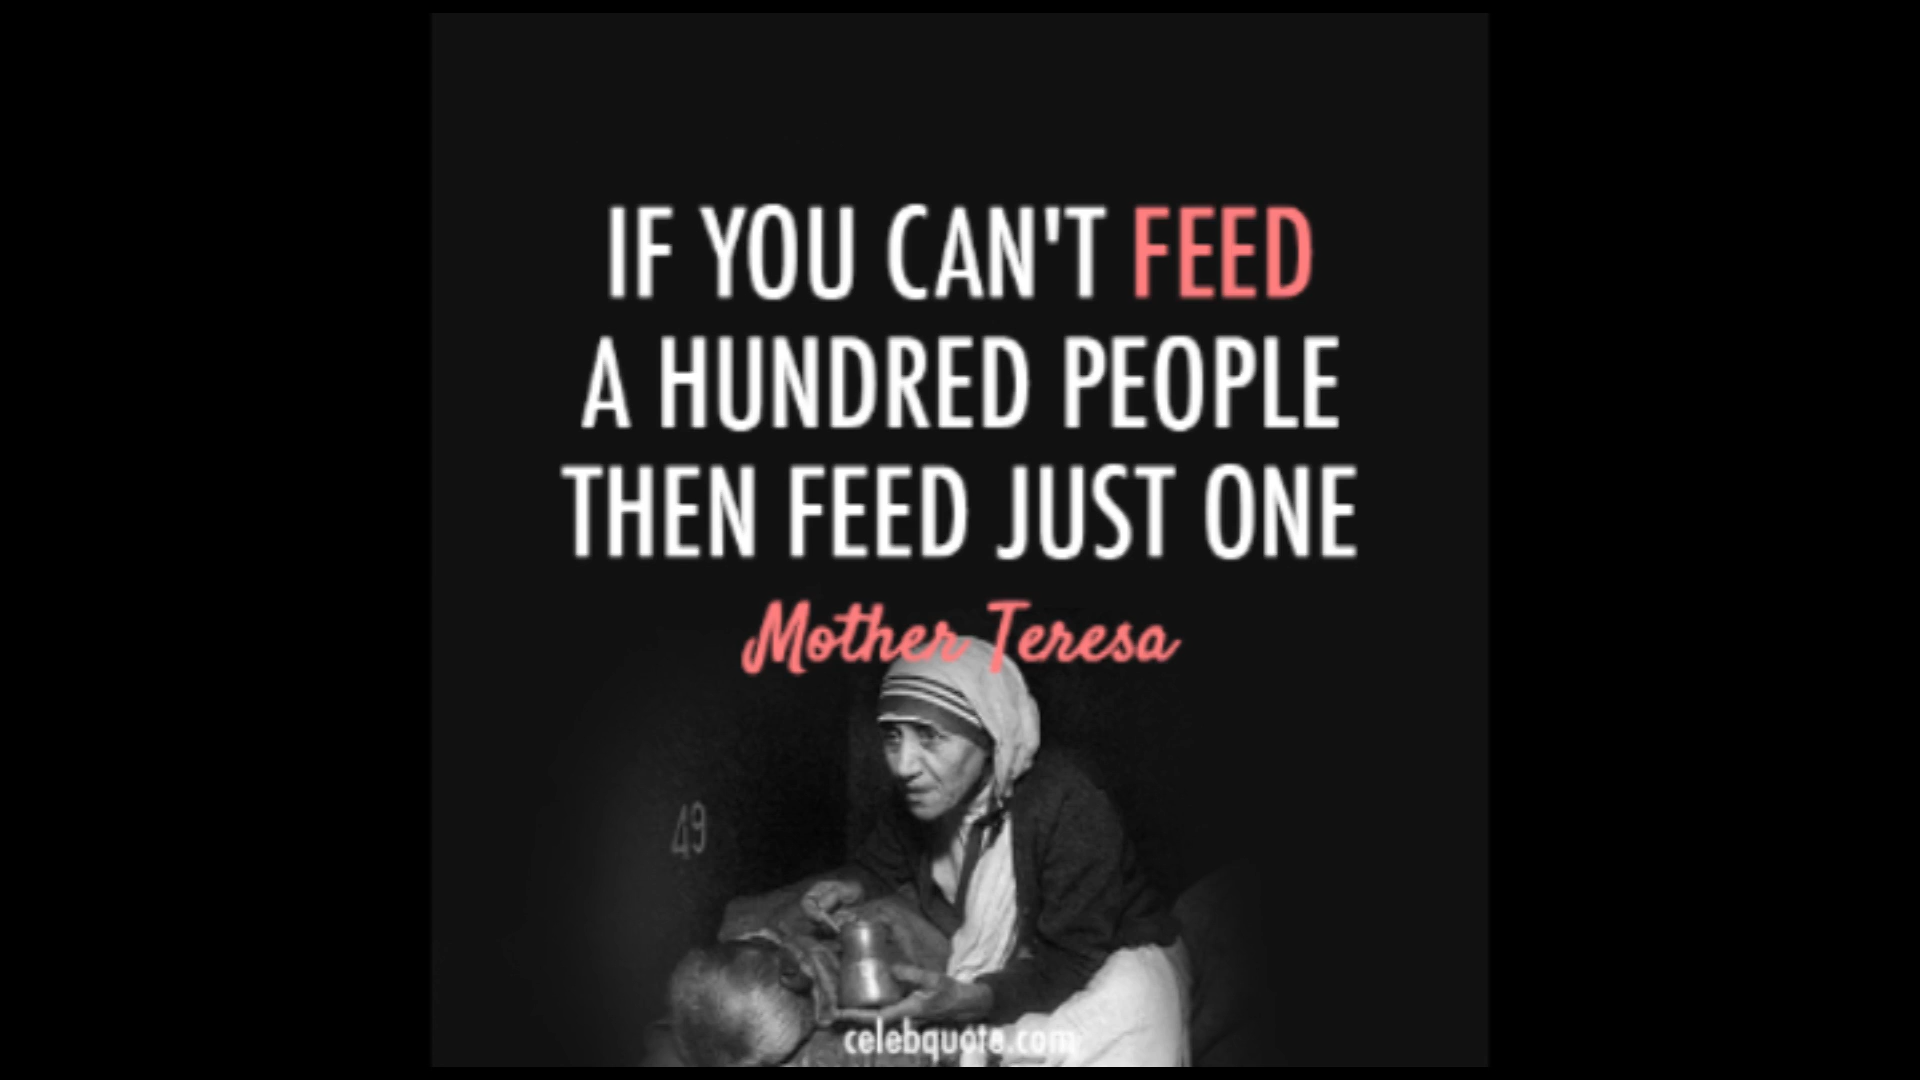 IF YOU CAN'T FEED
A HUNDRED PEOPLE
THEN FEED JUST ONE
Mother Teresa
49
celebquote.com